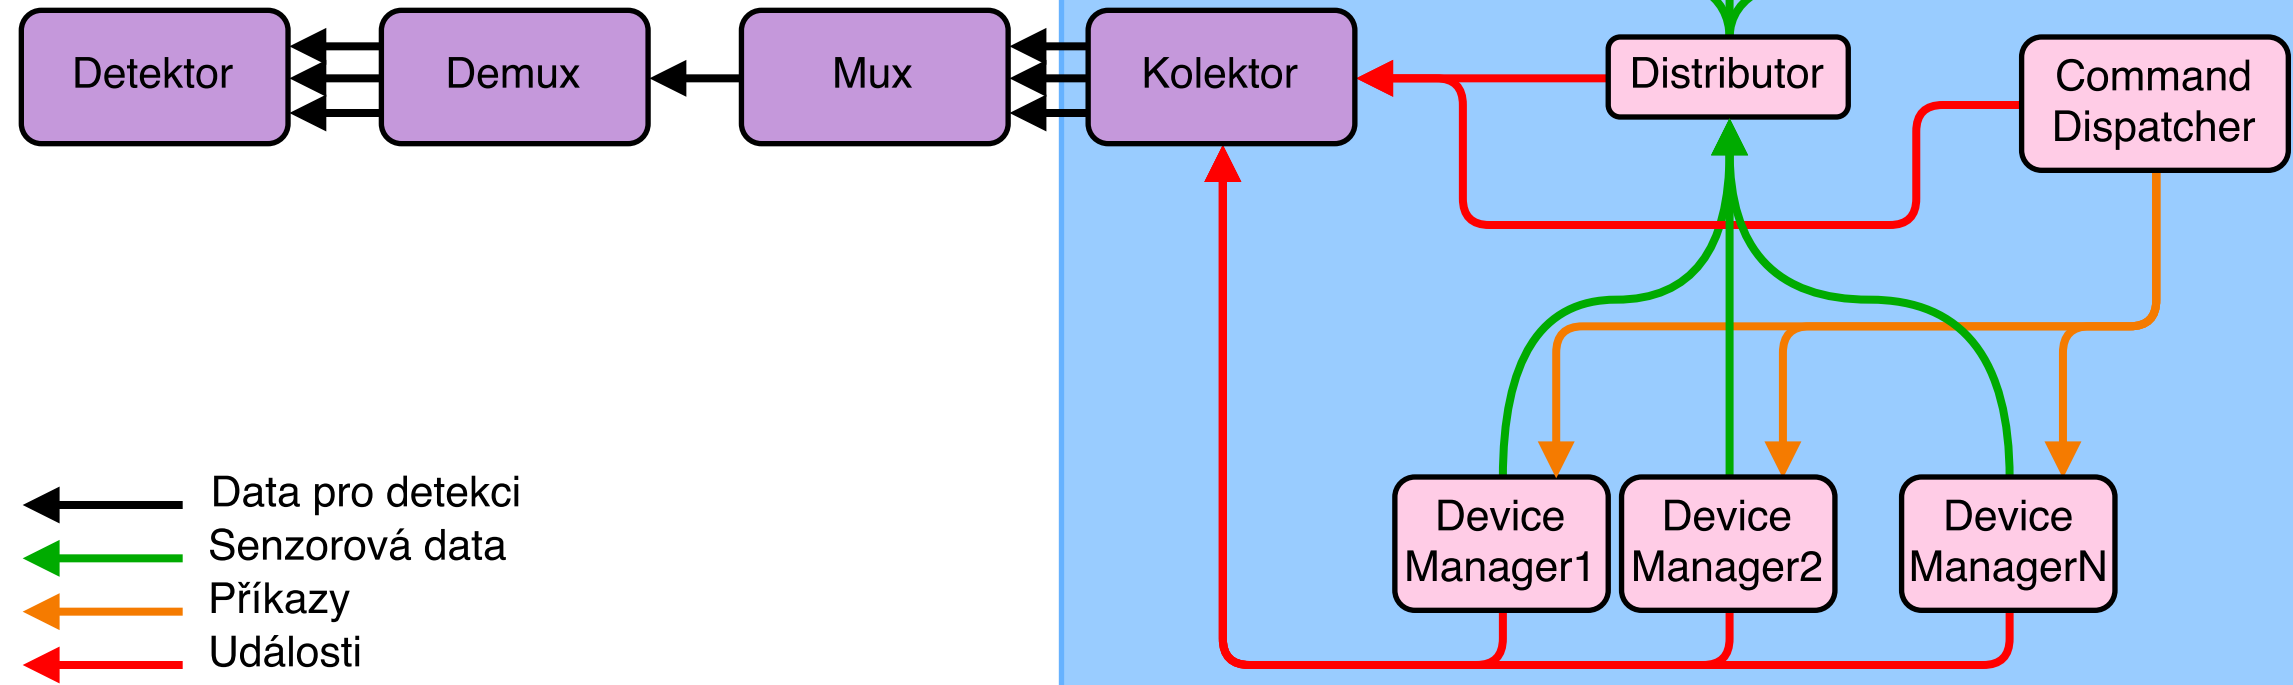 Detektor
Demux
Mux
Kolektor
Distributor
Command
Dispatcher
Device
Manager1
Device
Manager2
Device
ManagerN
Data pro detekci
Senzorová data
Příkazy
Události